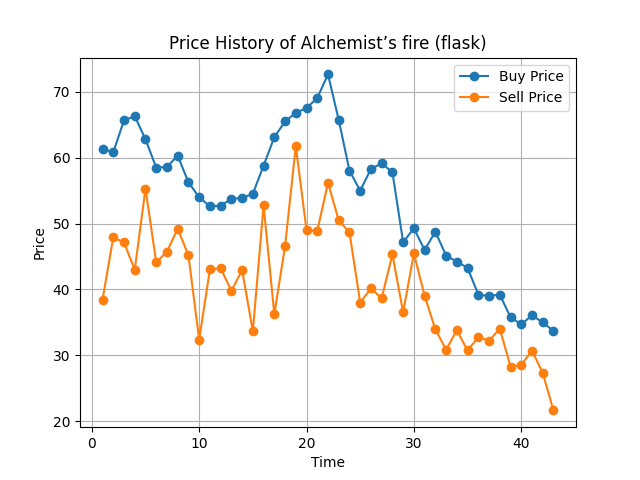 Price History of Alchemist’s fire (flask)
Buy Price
Sell Price
Price
70
60
50
40
30
20
0
10
20
30
40
Time